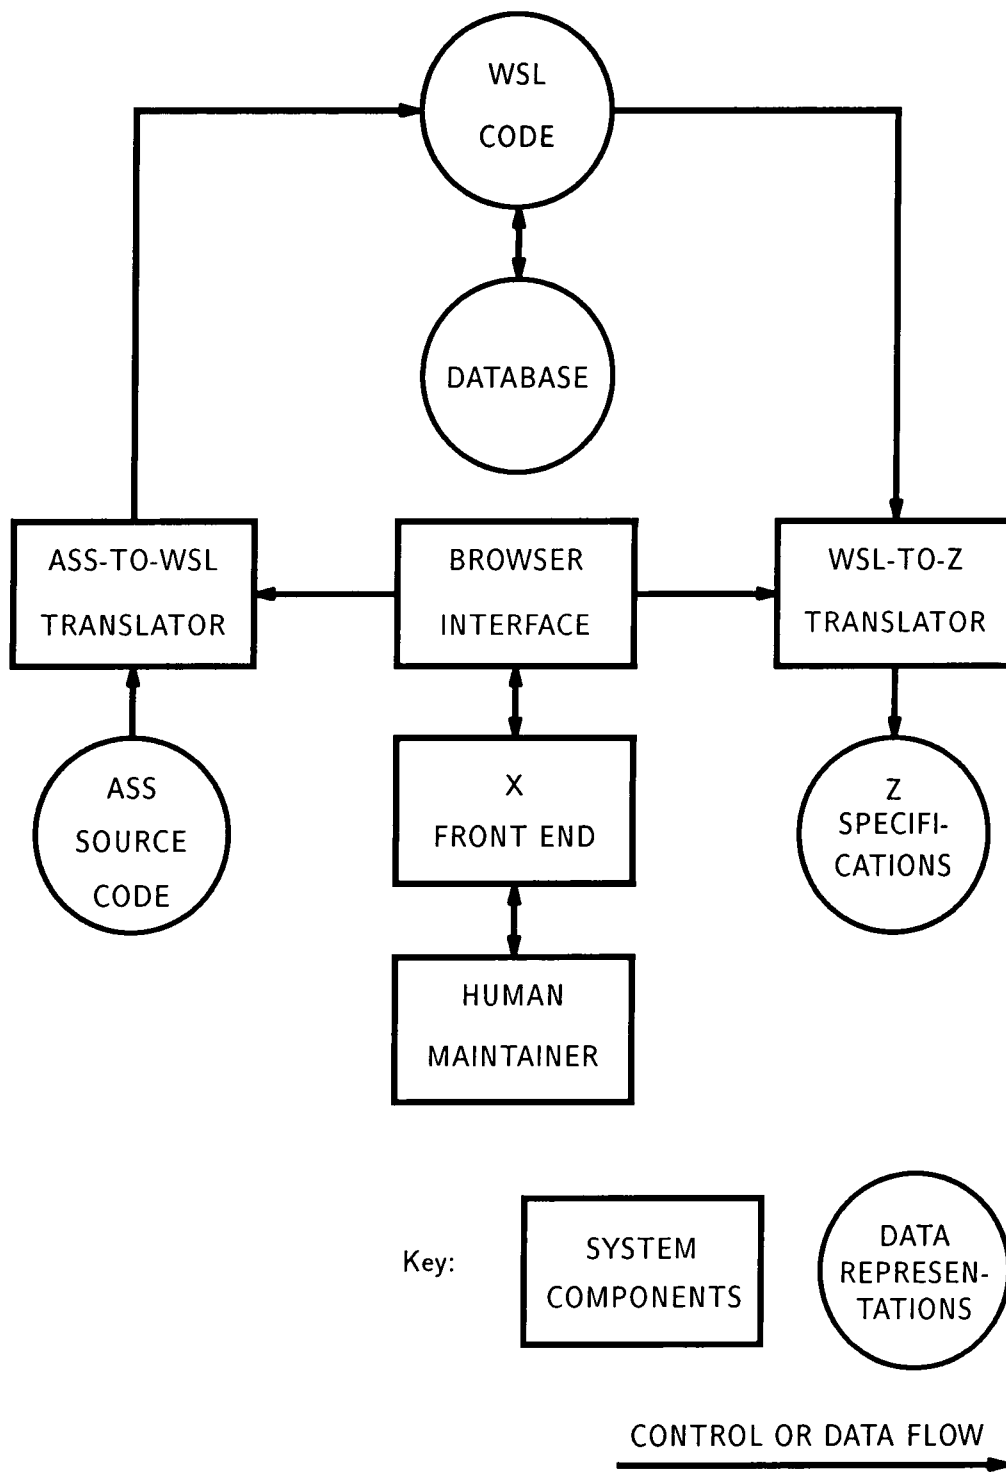 WSL
CODE
DATABASE
ASS-TO-WSL
TRANSLATOR
BROWSER
INTERFACE
WSL-TO-Z
TRANSLATOR
ASS
SOURCE
CODE
X
FRONT END
Z
SPECIFI-
CATIONS
HUMAN
MAINTAINER
Key:
SYSTEM
COMPONENTS
DATA
REPRESEN-
TATIONS
CONTROL OR DATA FLOW